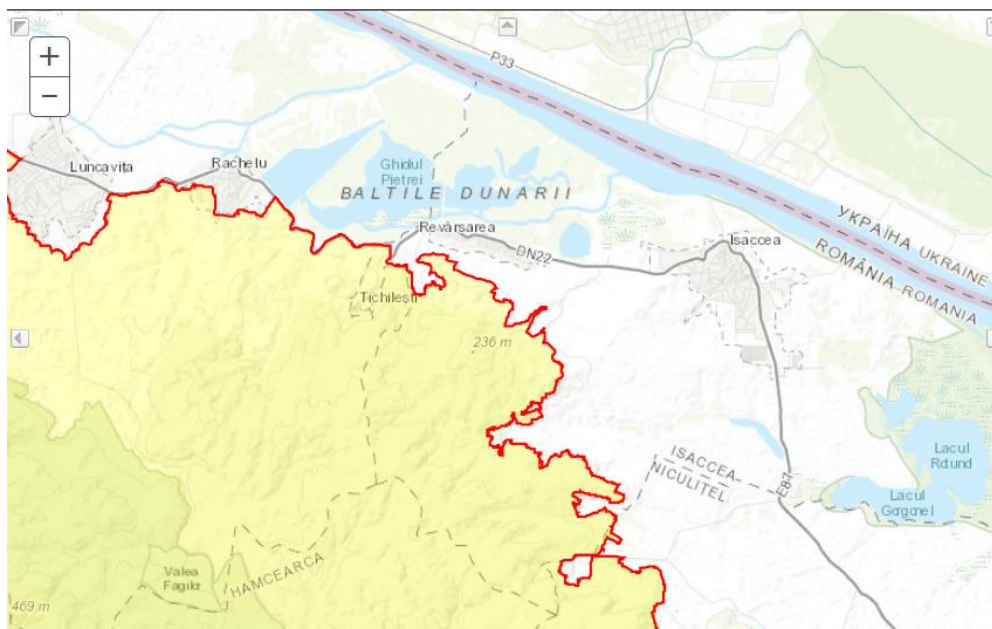 +
−
P33
Luncavița
Rachelu
Ghiolul
Pietrei
BALTILE DUNARII
Revărsarea
DN22
Isaccea
УКРАЇНА UKRAINE
ROMÂNIA ROMANIA
Tichilești
236 m
ISACCEA
NICULITEL
E87
Lacul
Rotund
Lacul
Gorgonel
Valea
Fagilor
HAMCEARCA
469 m